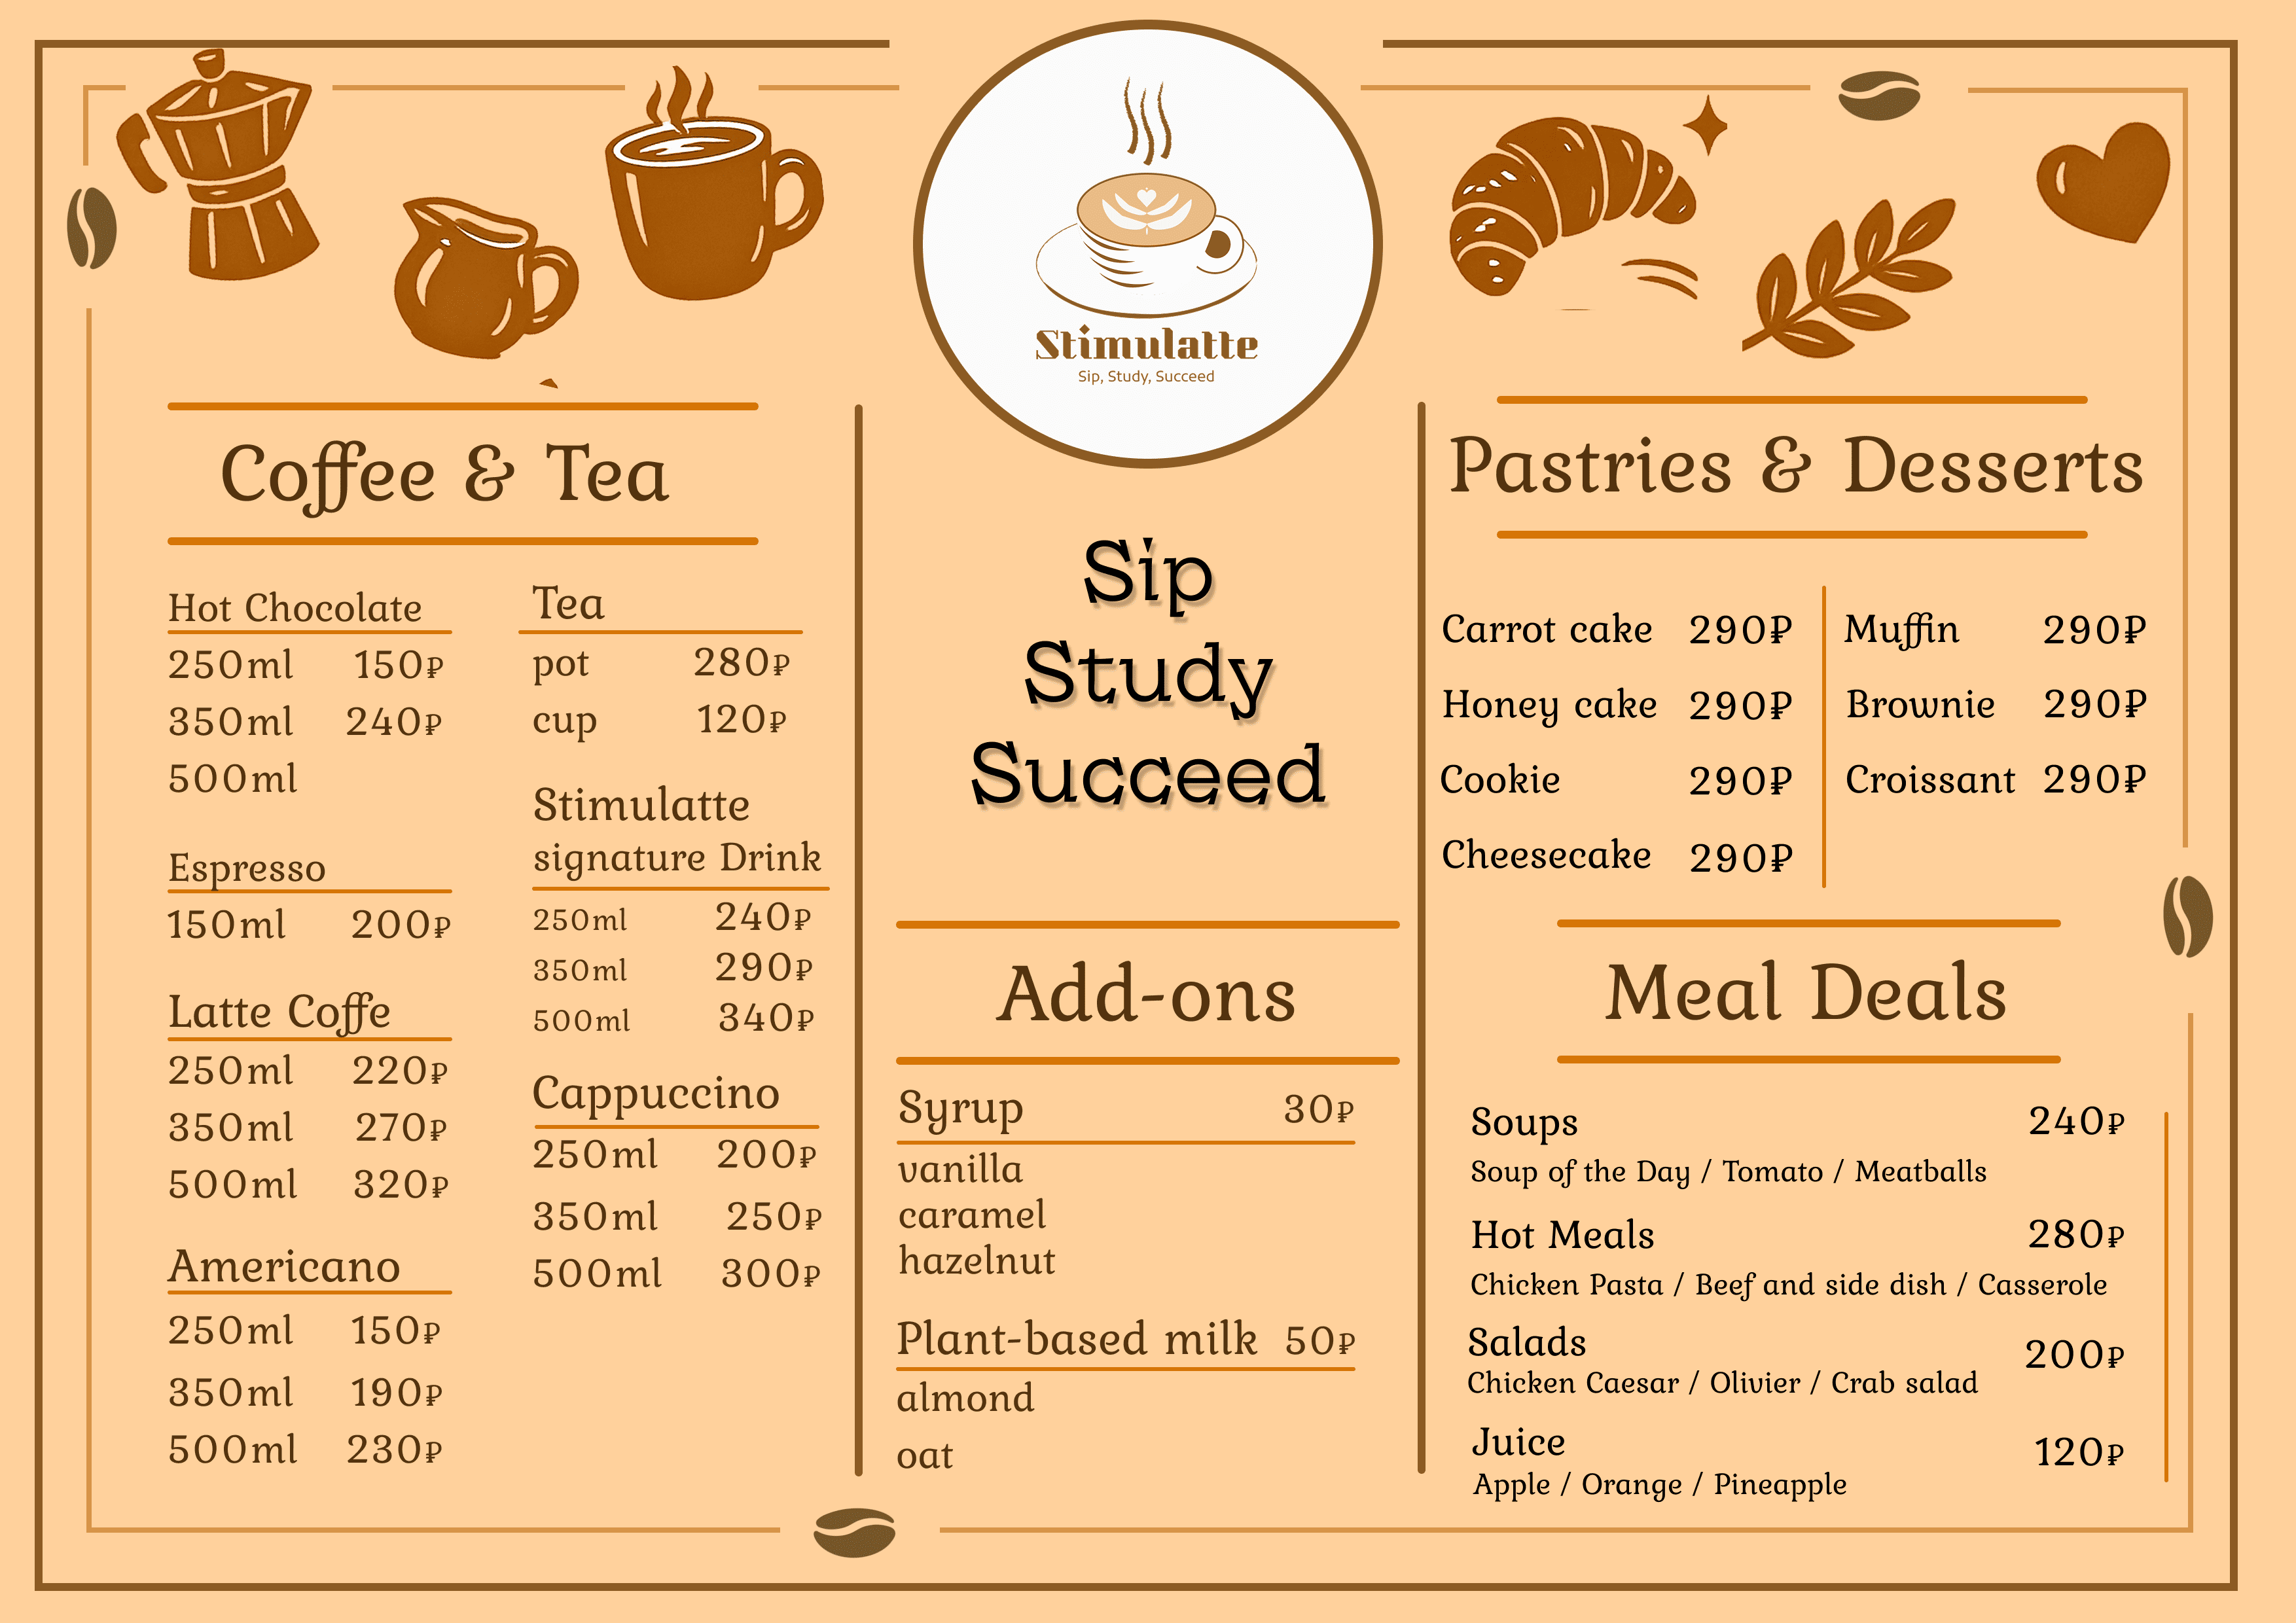 Stimulatte
Sip, Study, Succeed
Coffee & Tea
Hot Chocolate
250ml 150₽
350ml 240₽
500ml
Espresso
150ml 200₽
Latte Coffe
250ml 220₽
350ml 270₽
500ml 320₽
Americano
250ml 150₽
350ml 190₽
500ml 230₽
Tea
pot 280₽
cup 120₽
Stimulatte
signature Drink
250ml 240₽
350ml 290₽
500ml 340₽
Cappuccino
250ml 200₽
350ml 250₽
500ml 300₽
Sip
Study
Succeed
Add-ons
Syrup 30₽
vanilla
caramel
hazelnut
Plant-based milk 50₽
almond
oat
Pastries & Desserts
Carrot cake 290₽
Honey cake 290₽
Cookie 290₽
Cheesecake 290₽
Muffin 290₽
Brownie 290₽
Croissant 290₽
Meal Deals
Soups 240₽
Soup of the Day / Tomato / Meatballs
Hot Meals 280₽
Chicken Pasta / Beef and side dish / Casserole
Salads 200₽
Chicken Caesar / Olivier / Crab salad
Juice 120₽
Apple / Orange / Pineapple